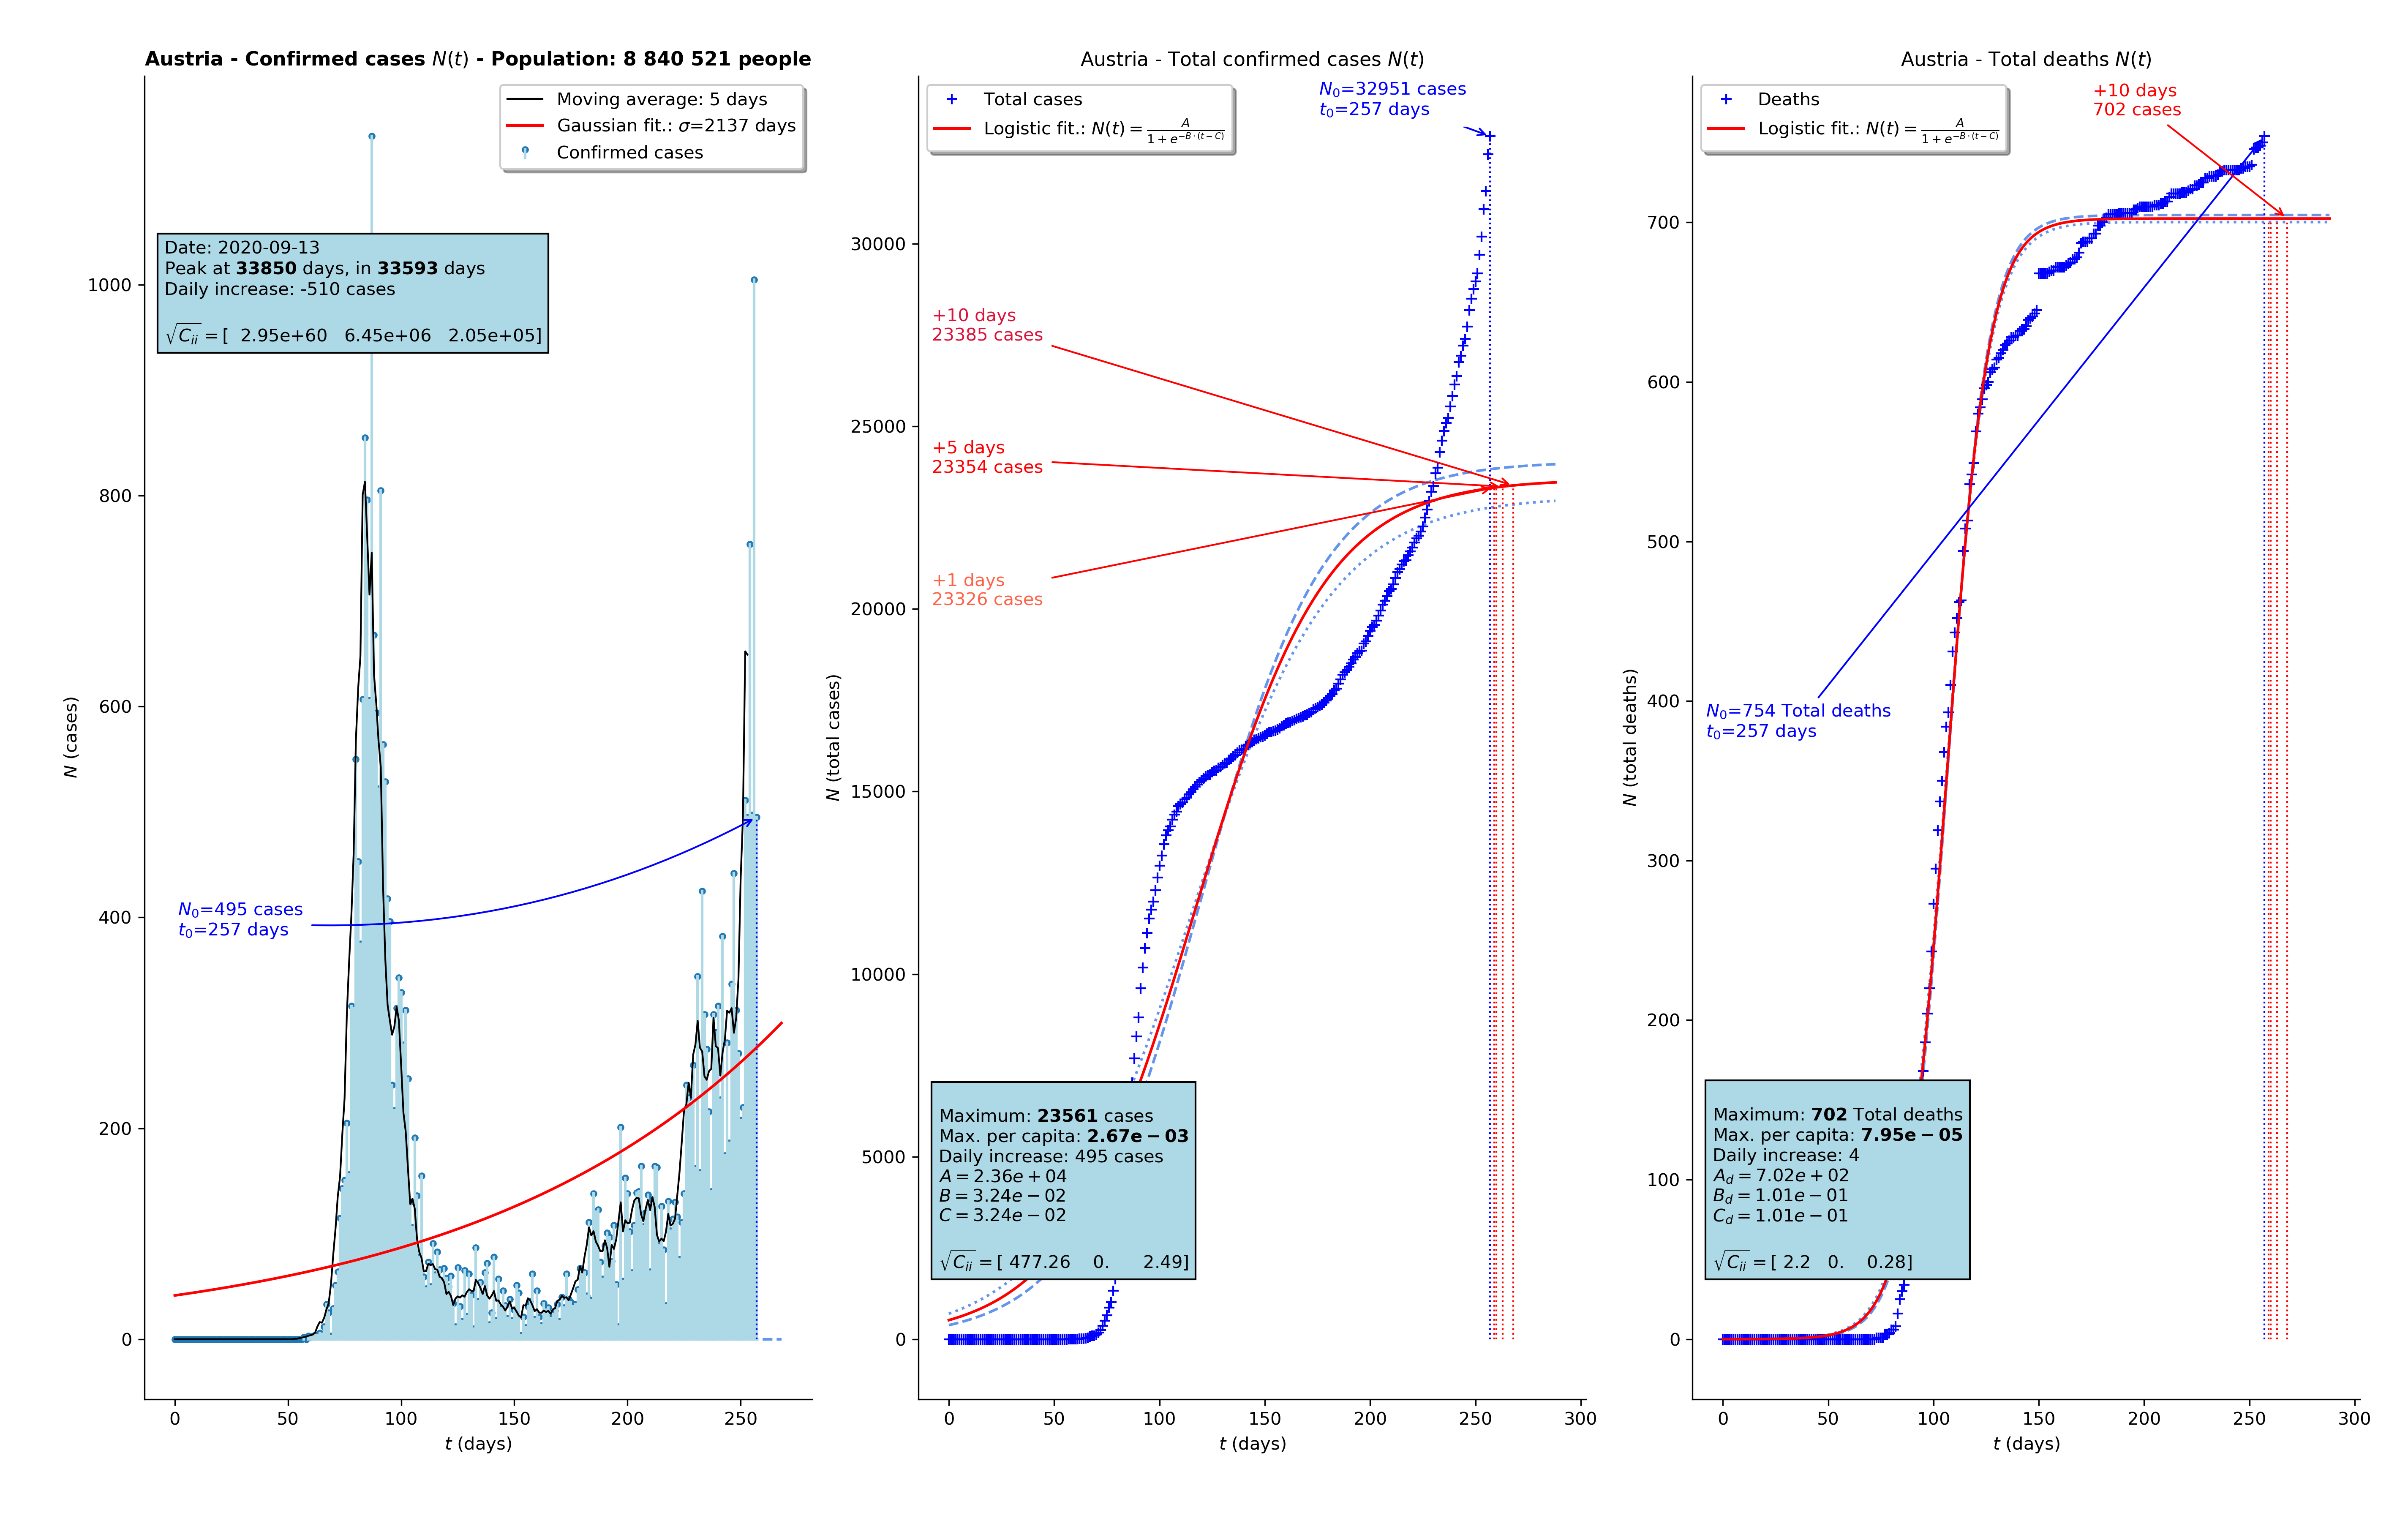 Austria - Confirmed cases N(t) - Population: 8 840 521 people
Moving average: 5 days
Gaussian fit.: σ=2137 days
Confirmed cases
Date: 2020-09-13
Peak at 33850 days, in 33593 days
Daily increase: -510 cases
√C_ii = [ 2.95e+60 6.45e+06 2.05e+05]
N₀=495 cases
t₀=257 days
1000
800
600
400
200
0
N (cases)
0 50 100 150 200 250
t (days)
Austria - Total confirmed cases N(t)
Total cases
Logistic fit.: N(t) = A / (1 + e^(−B·(t−C)))
N₀=32951 cases
t₀=257 days
+10 days
23385 cases
+5 days
23354 cases
+1 days
23326 cases
Maximum: 23561 cases
Max. per capita: 2.67e − 03
Daily increase: 495 cases
A = 2.36e + 04
B = 3.24e − 02
C = 3.24e − 02
√C_ii = [ 477.26 0. 2.49]
30000
25000
20000
15000
10000
5000
0
N (total cases)
0 50 100 150 200 250 300
t (days)
Austria - Total deaths N(t)
Deaths
Logistic fit.: N(t) = A / (1 + e^(−B·(t−C)))
+10 days
702 cases
N₀=754 Total deaths
t₀=257 days
Maximum: 702 Total deaths
Max. per capita: 7.95e − 05
Daily increase: 4
A_d = 7.02e + 02
B_d = 1.01e − 01
C_d = 1.01e − 01
√C_ii = [ 2.2 0. 0.28]
700
600
500
400
300
200
100
0
N (total deaths)
0 50 100 150 200 250 300
t (days)